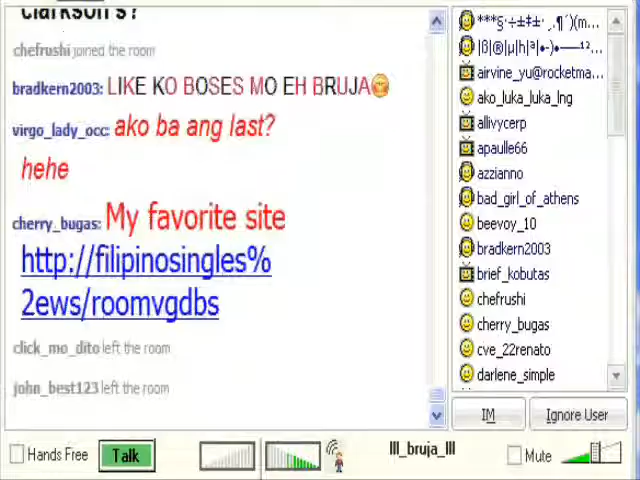 clarkson's?
chefrushi joined the room
bradkern2003: LIKE KO BOSES MO EH BRUJA
virgo_lady_occ: ako ba ang last?
hehe
cherry_bugas: My favorite site
http://filipinosingles%
2ews/roomvgdbs
click_mo_dito left the room
john_best123 left the room
airvine_yu@rocketma...
ako_luka_luka_lng
allivycerp
apaulle66
azzianno
bad_girl_of_athens
beevoy_10
bradkern2003
brief_kobutas
chefrushi
cherry_bugas
cve_22renato
darlene_simple
IM
Ignore User
Hands Free
Talk
lll_bruja_lll
Mute